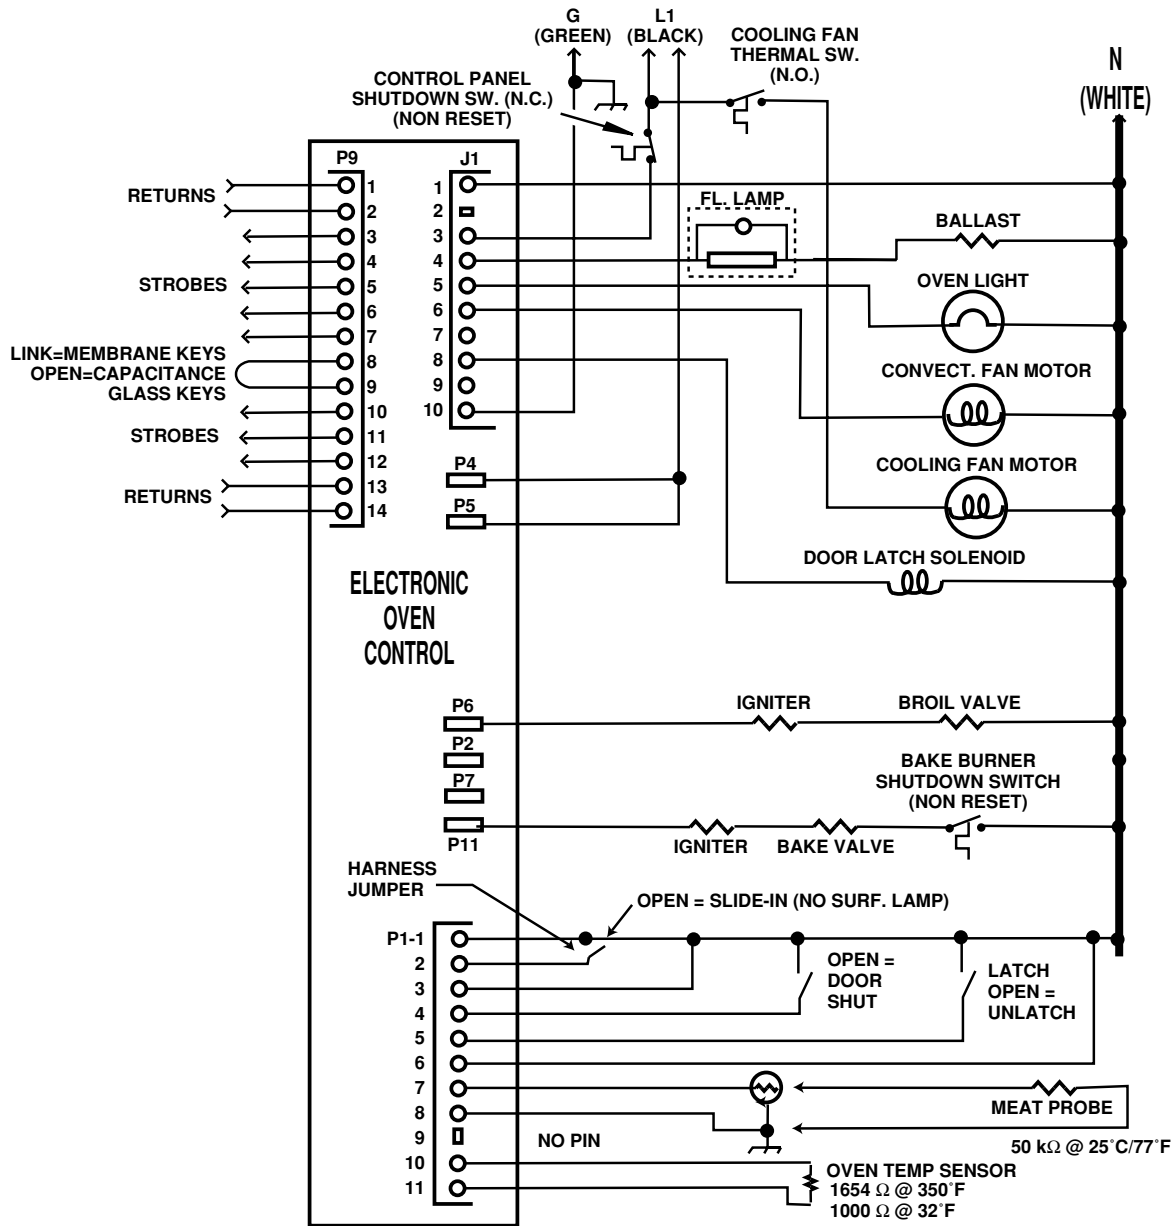 G
(GREEN)
L1
(BLACK)
COOLING FAN
THERMAL SW.
(N.O.)
N
(WHITE)
CONTROL PANEL
SHUTDOWN SW. (N.C.)
(NON RESET)
P9
J1
RETURNS
1
2
3
4
5
6
7
8
9
10
11
12
13
14
STROBES
LINK=MEMBRANE KEYS
OPEN=CAPACITANCE
GLASS KEYS
STROBES
RETURNS
1
2
3
4
5
6
7
8
9
10
FL. LAMP
BALLAST
OVEN LIGHT
CONVECT. FAN MOTOR
COOLING FAN MOTOR
DOOR LATCH SOLENOID
P4
P5
ELECTRONIC
OVEN
CONTROL
P6
IGNITER
BROIL VALVE
P2
P7
BAKE BURNER
SHUTDOWN SWITCH
(NON RESET)
P11
IGNITER
BAKE VALVE
HARNESS
JUMPER
OPEN = SLIDE-IN (NO SURF. LAMP)
P1-1
2
3
4
5
6
7
8
9
10
11
OPEN =
DOOR
SHUT
LATCH
OPEN =
UNLATCH
MEAT PROBE
50 kΩ @ 25˚C/77˚F
NO PIN
OVEN TEMP SENSOR
1654 Ω @ 350˚F
1000 Ω @ 32˚F